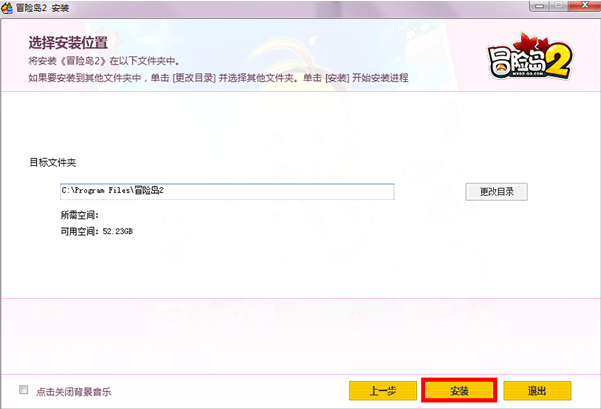 冒险岛2 安装
选择安装位置
将安装《冒险岛2》在以下文件夹中。
如果要安装到其他文件夹中，单击 [更改目录] 并选择其他文件夹。单击 [安装] 开始安装进程
冒险岛2
MXD2.QQ.COM
目标文件夹
C:\Program Files\冒险岛2
更改目录
所需空间：
可用空间：52.23GB
点击关闭背景音乐
上一步
安装
退出